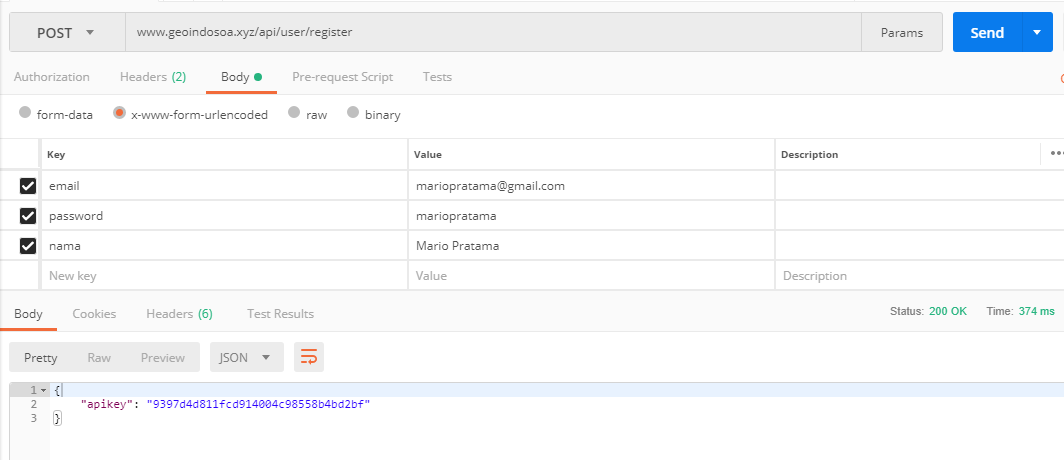 POST www.geoindosoa.xyz/api/user/register Params Send
Authorization Headers (2) Body Pre-request Script Tests
form-data x-www-form-urlencoded raw binary
Key Value Description •••
email mariopratama@gmail.com
password mariopratama
nama Mario Pratama
New key Value Description
Body Cookies Headers (6) Test Results Status: 200 OK Time: 374 ms
Pretty Raw Preview JSON
1 {
2 "apikey": "9397d4d811fcd914004c98558b4bd2bf"
3 }